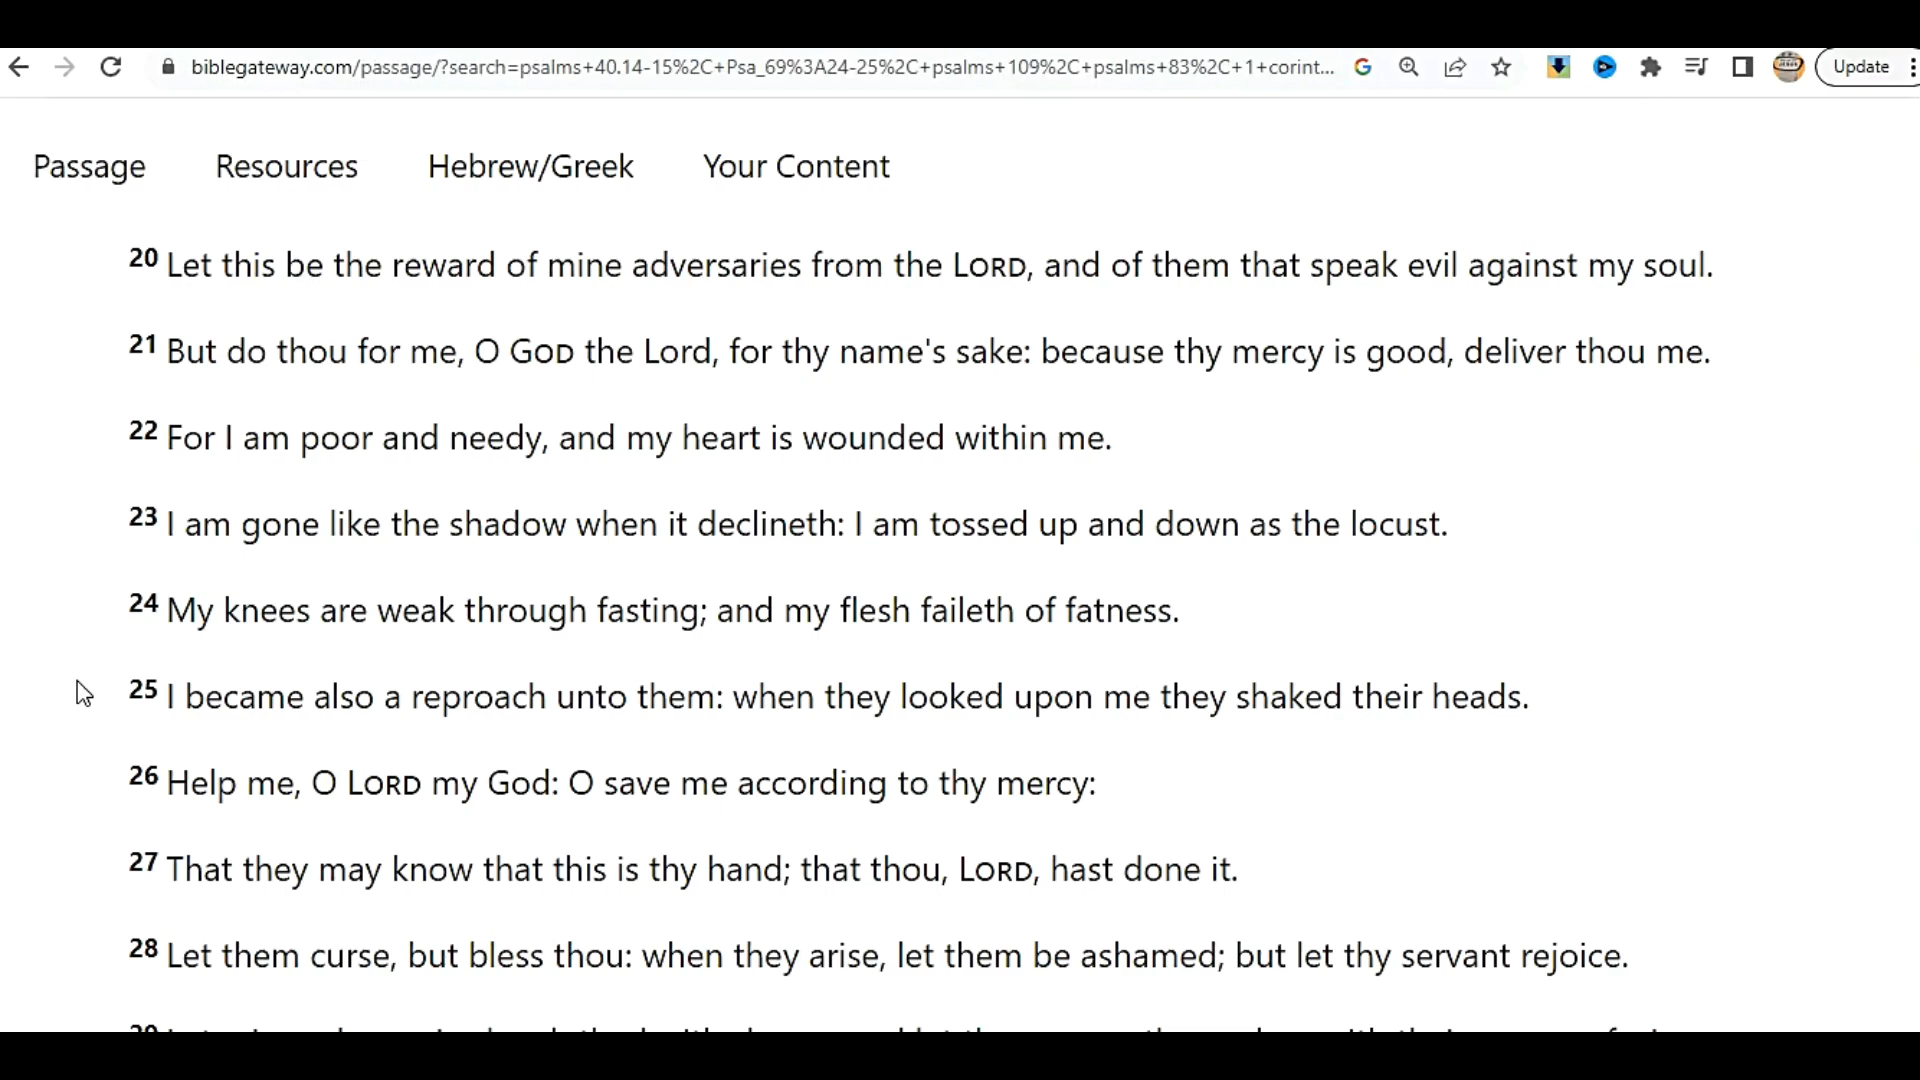 biblegateway.com/passage/?search=psalms+40.14-15%2C+Psa_69%3A24-25%2C+psalms+109%2C+psalms+83%2C+1+corint...
Update
Passage Resources Hebrew/Greek Your Content
20 Let this be the reward of mine adversaries from the LORD, and of them that speak evil against my soul.
21 But do thou for me, O GOD the Lord, for thy name's sake: because thy mercy is good, deliver thou me.
22 For I am poor and needy, and my heart is wounded within me.
23 I am gone like the shadow when it declineth: I am tossed up and down as the locust.
24 My knees are weak through fasting; and my flesh faileth of fatness.
25 I became also a reproach unto them: when they looked upon me they shaked their heads.
26 Help me, O LORD my God: O save me according to thy mercy:
27 That they may know that this is thy hand; that thou, LORD, hast done it.
28 Let them curse, but bless thou: when they arise, let them be ashamed; but let thy servant rejoice.